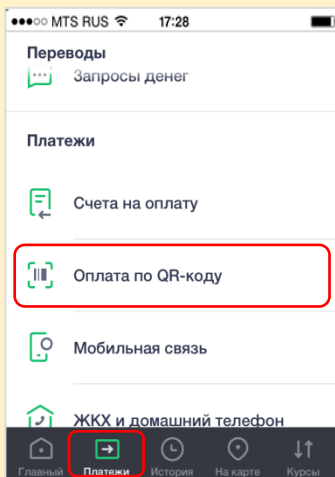 MTS RUS 17:28
Переводы
Запросы денег
Платежи
Счета на оплату
Оплата по QR-коду
Мобильная связь
ЖКХ и домашний телефон
Главный Платежи История На карте Курсы